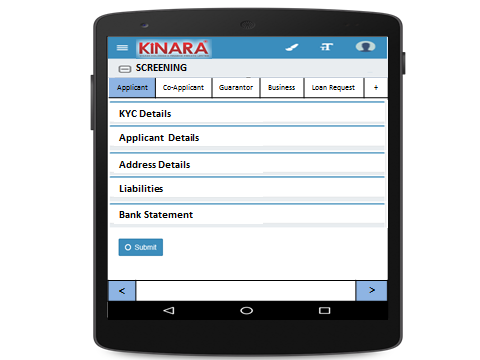 KINARA
SCREENING
Applicant Co-Applicant Guarantor Business Loan Request +
KYC Details
Applicant Details
Address Details
Liabilities
Bank Statement
Submit
< >